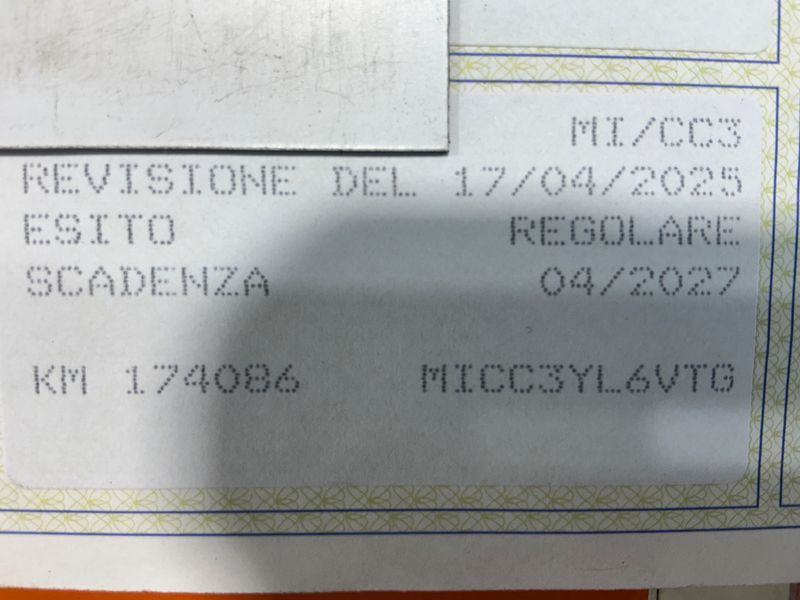 MI/CC3
REVISIONE DEL 17/04/2025
ESITO REGOLARE
SCADENZA 04/2027
KM 174086 MICC3YL6VTG